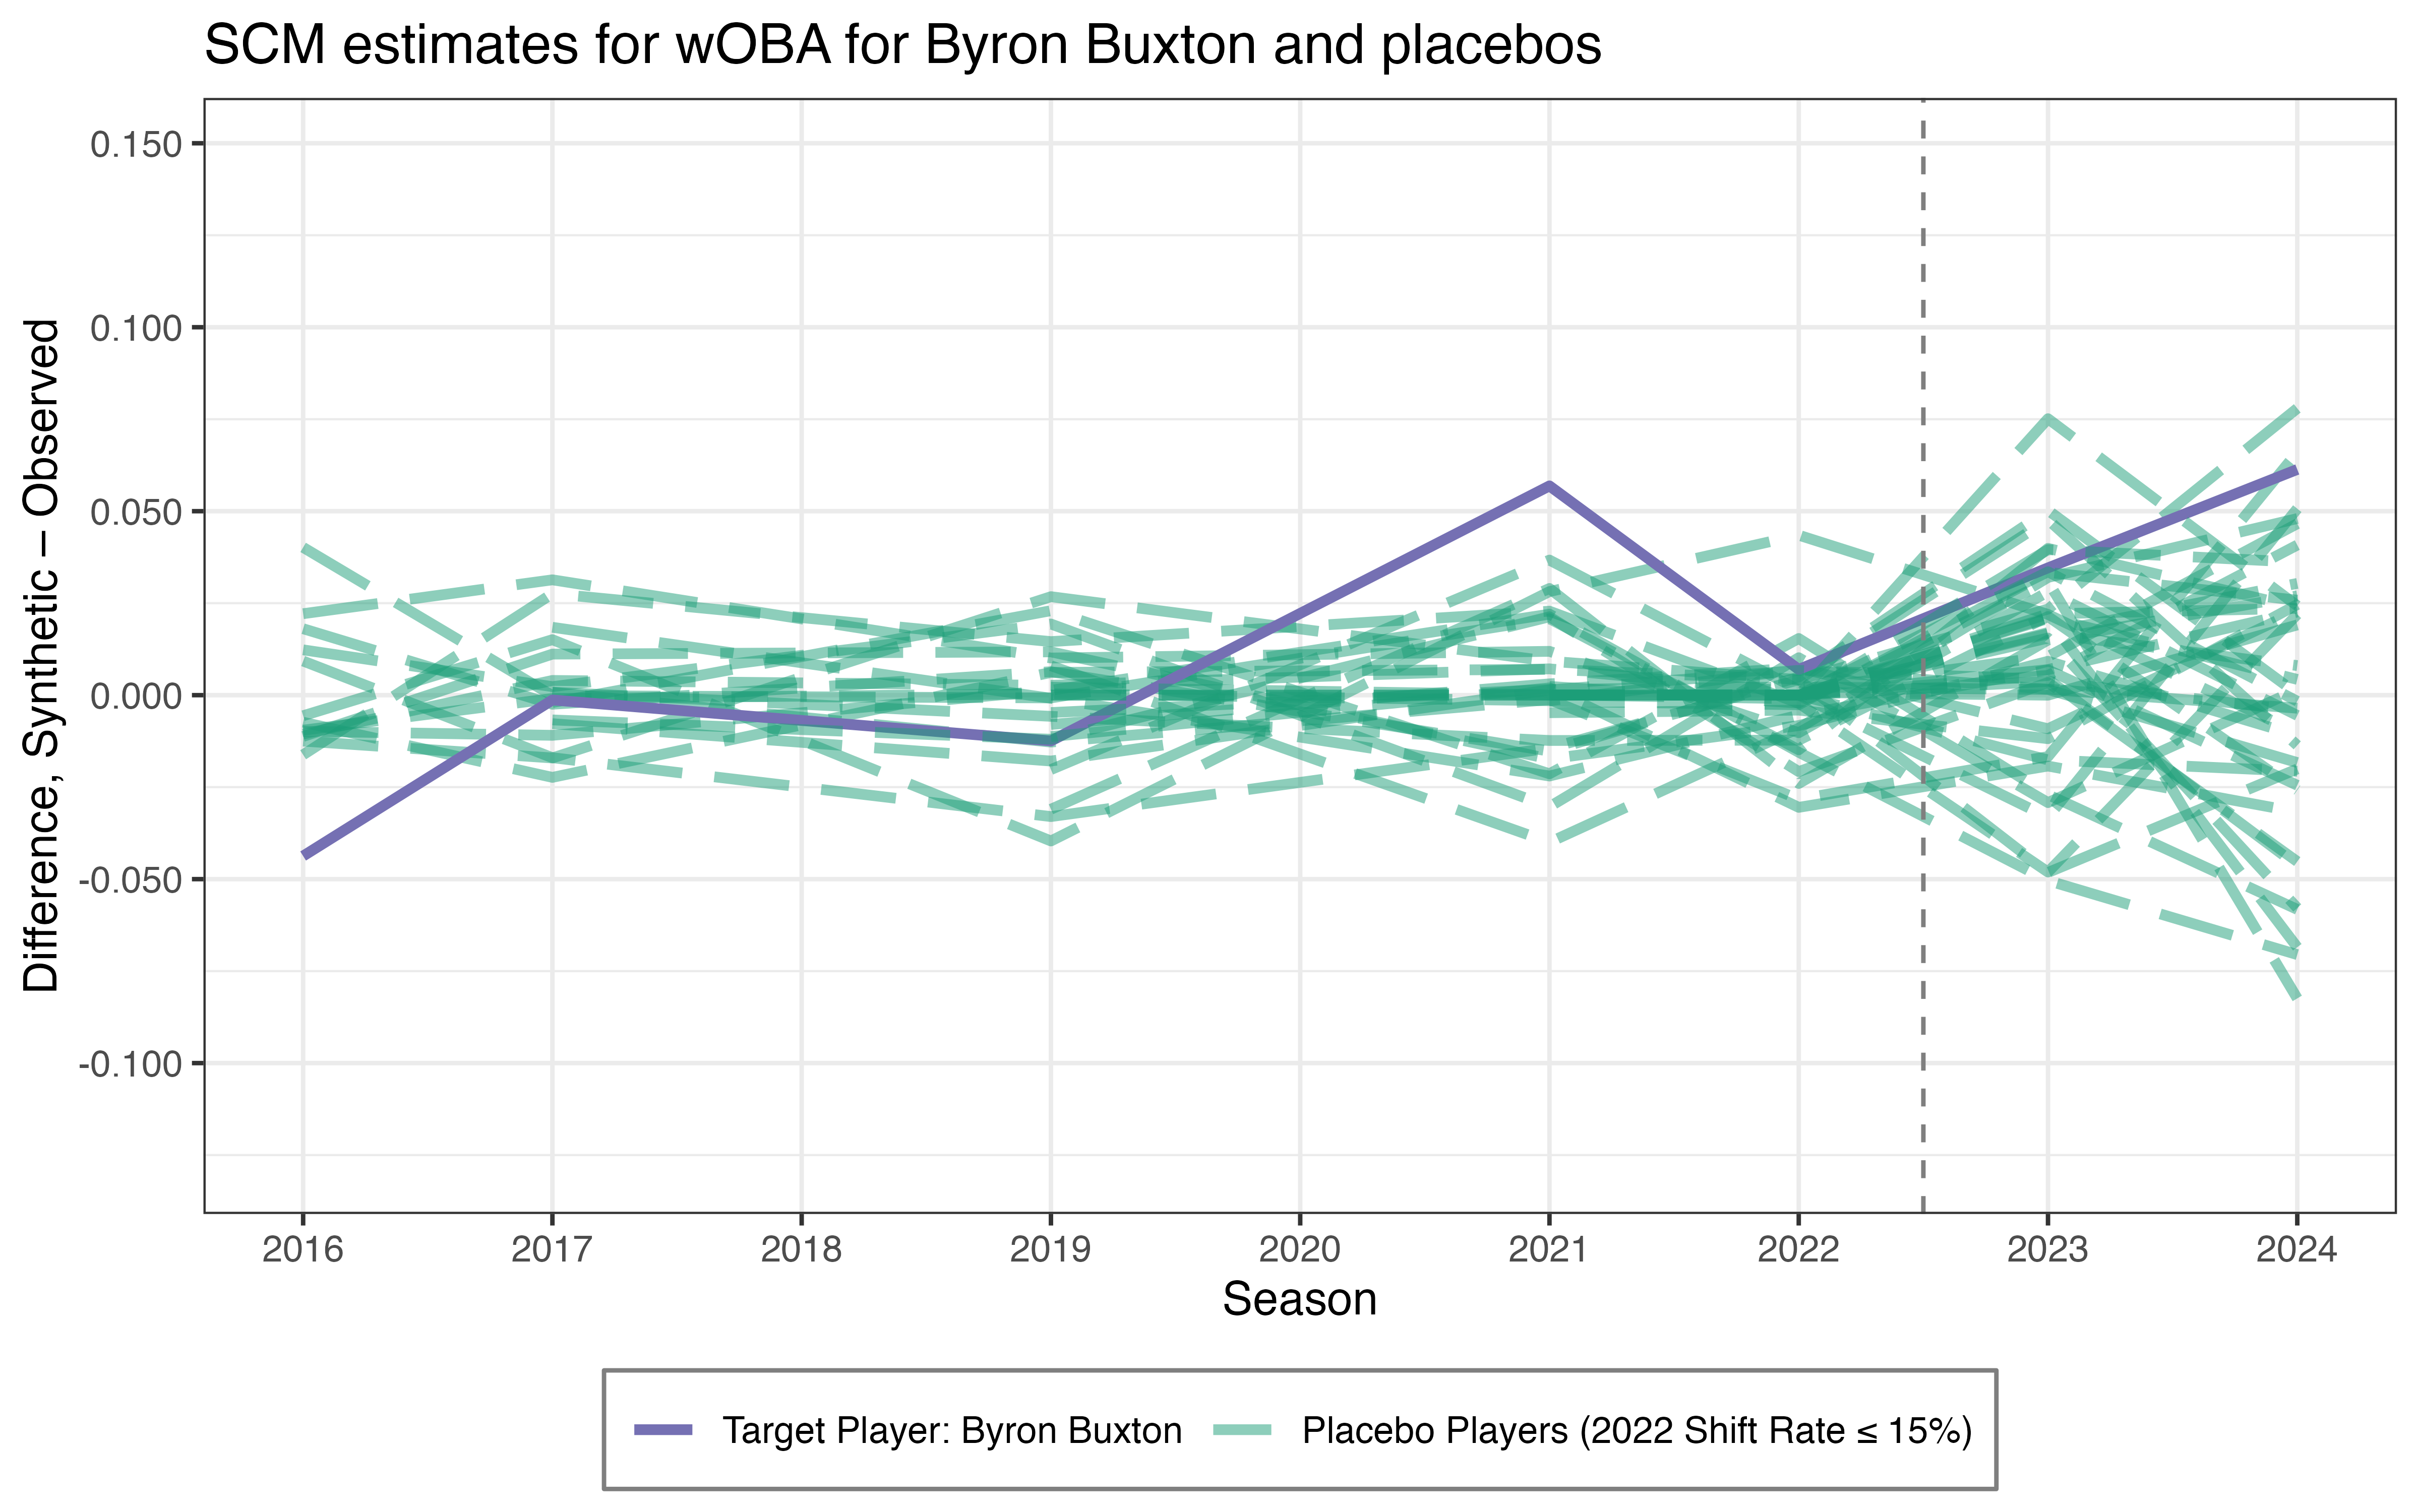 SCM estimates for wOBA for Byron Buxton and placebos
Difference, Synthetic – Observed
0.150
0.100
0.050
0.000
-0.050
-0.100
2016 2017 2018 2019 2020 2021 2022 2023 2024
Season
Target Player: Byron Buxton Placebo Players (2022 Shift Rate ≤ 15%)